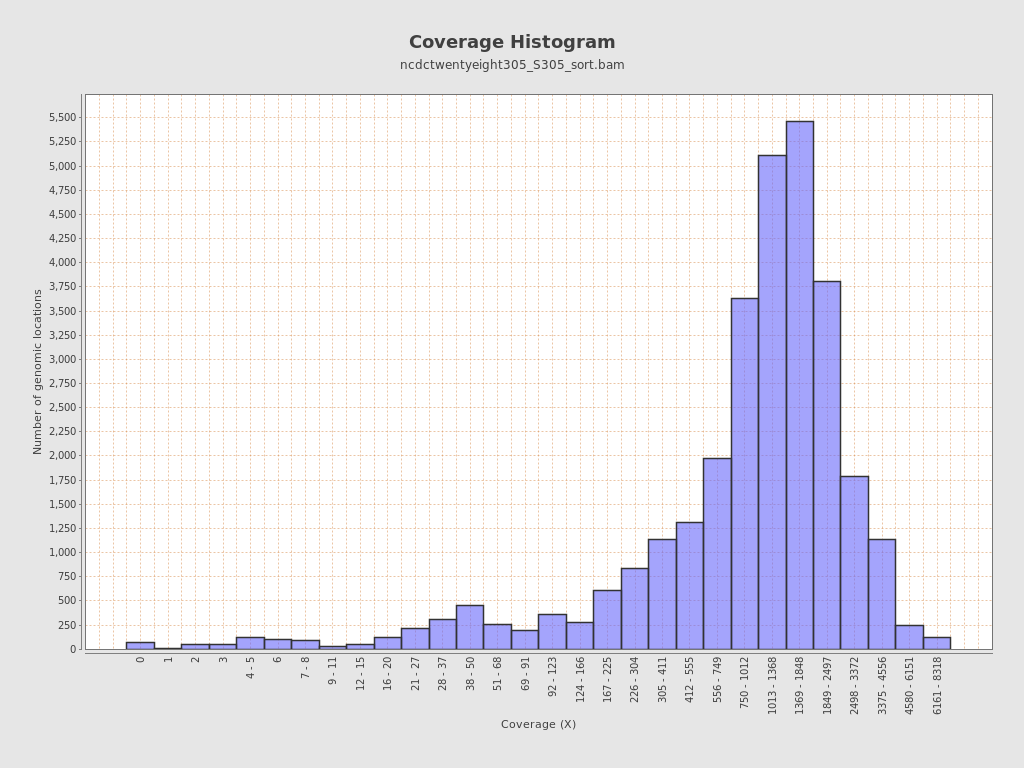 Coverage Histogram
ncdctwentyeight305_S305_sort.bam
5,500
5,250
5,000
4,750
4,500
4,250
4,000
3,750
3,500
3,250
3,000
2,750
2,500
2,250
2,000
1,750
1,500
1,250
1,000
750
500
250
0
Number of genomic locations
0
1
2
3
4 - 5
6
7 - 8
9 - 11
12 - 15
16 - 20
21 - 27
28 - 37
38 - 50
51 - 68
69 - 91
92 - 123
124 - 166
167 - 225
226 - 304
305 - 411
412 - 555
556 - 749
750 - 1012
1013 - 1368
1369 - 1848
1849 - 2497
2498 - 3372
3375 - 4556
4580 - 6151
6161 - 8318
Coverage (X)